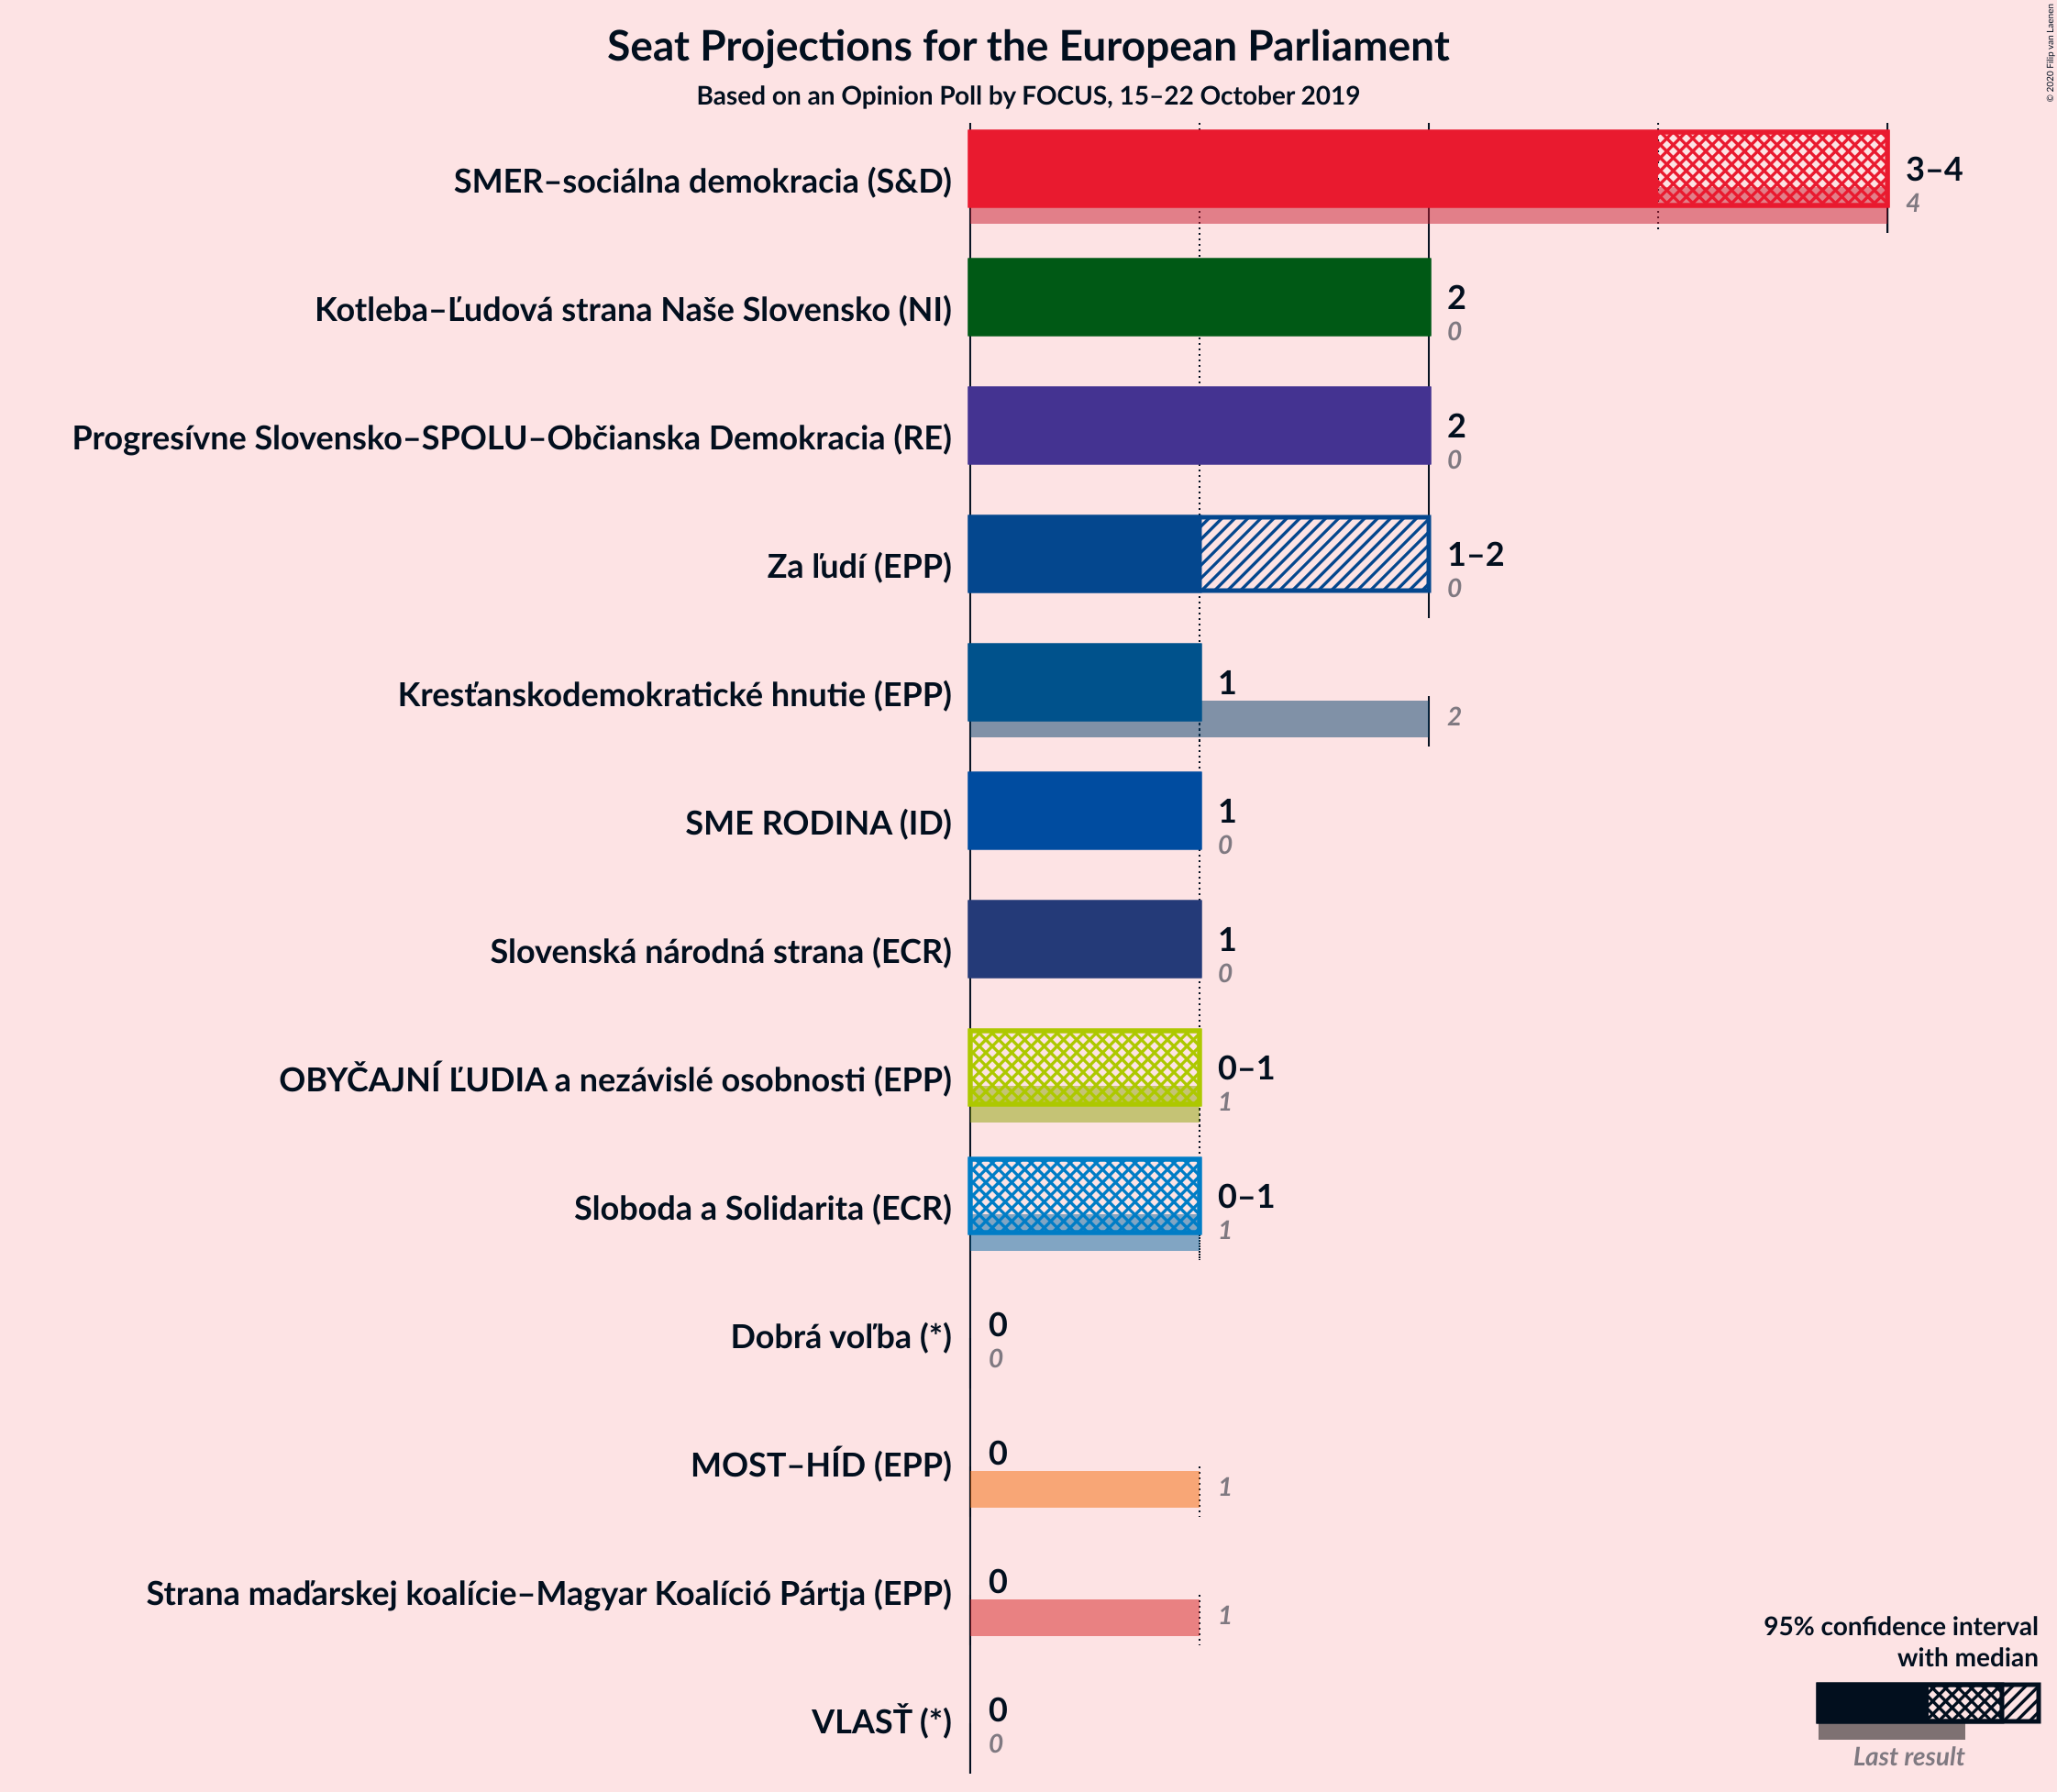 Seat Projections for the European Parliament
Based on an Opinion Poll by FOCUS, 15–22 October 2019
© 2020 Filip van Laenen
SMER–sociálna demokracia (S&D)
3–4
4
Kotleba–Ľudová strana Naše Slovensko (NI)
2
0
Progresívne Slovensko–SPOLU–Občianska Demokracia (RE)
2
0
Za ľudí (EPP)
1–2
0
Kresťanskodemokratické hnutie (EPP)
1
2
SME RODINA (ID)
1
0
Slovenská národná strana (ECR)
1
0
OBYČAJNÍ ĽUDIA a nezávislé osobnosti (EPP)
0–1
1
Sloboda a Solidarita (ECR)
0–1
1
Dobrá voľba (*)
0
0
MOST–HÍD (EPP)
0
1
Strana maďarskej koalície–Magyar Koalíció Pártja (EPP)
0
1
VLASŤ (*)
0
0
95% confidence interval
with median
Last result